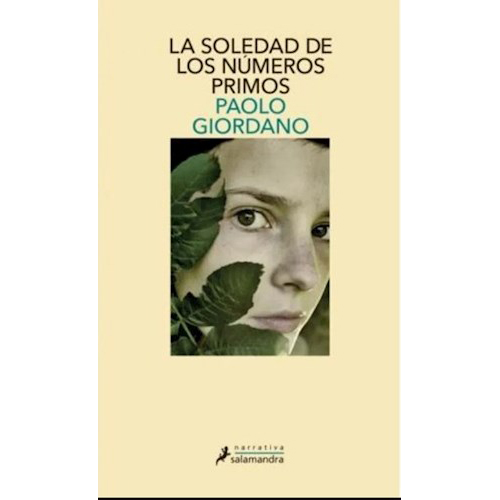 LA SOLEDAD DE
LOS NÚMEROS
PRIMOS
PAOLO
GIORDANO
narrativa
salamandra